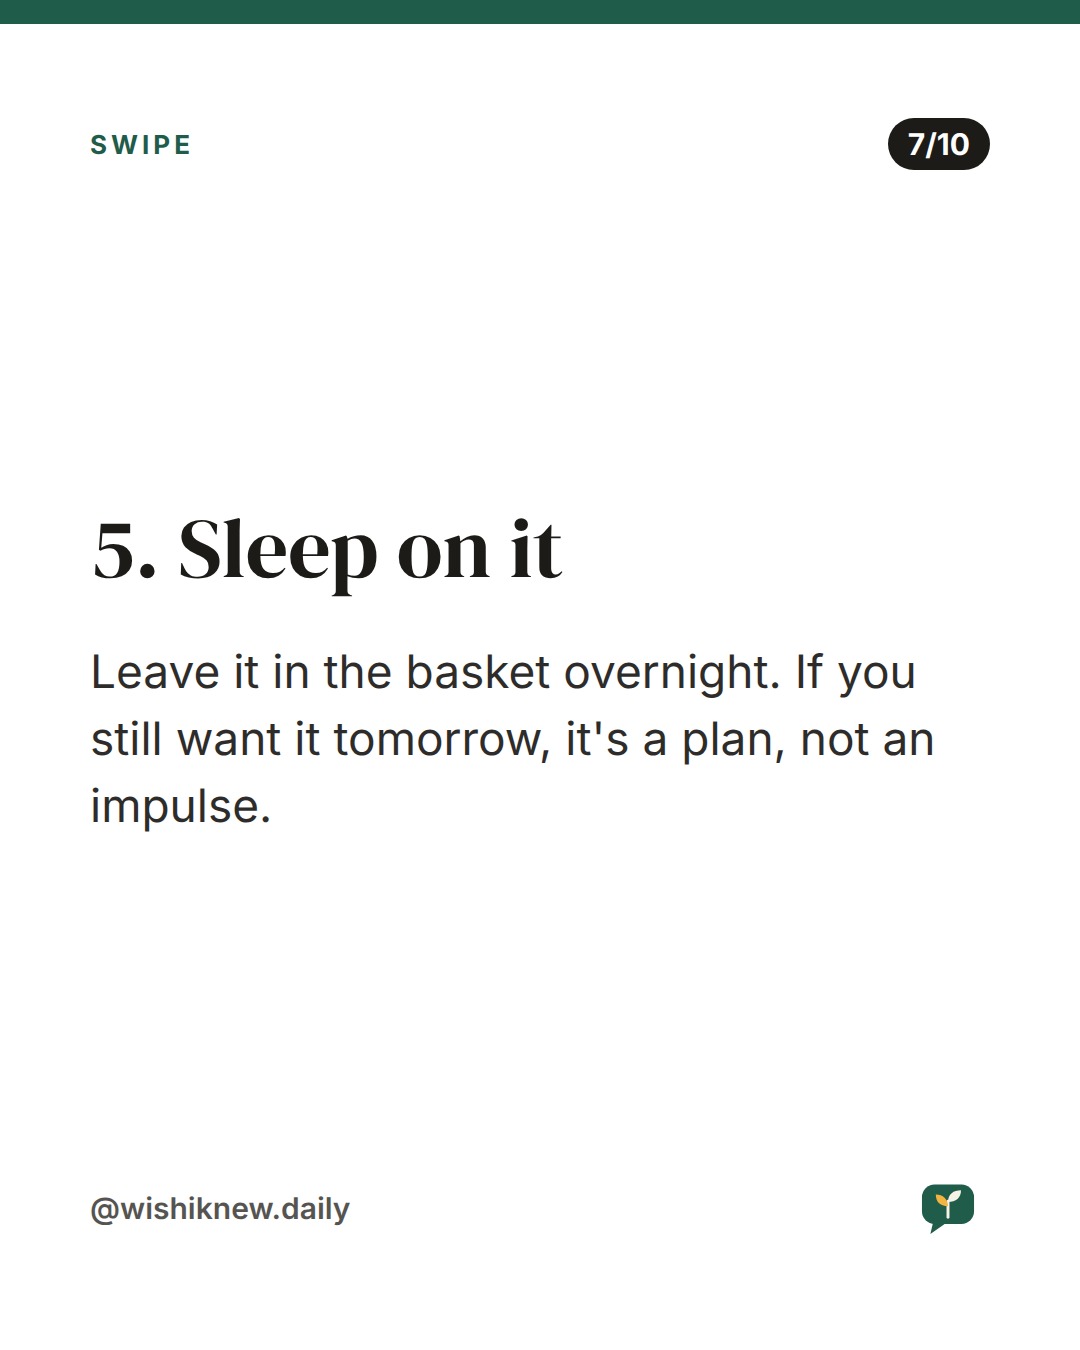 SWIPE
7/10
5. Sleep on it
Leave it in the basket overnight. If you
still want it tomorrow, it's a plan, not an
impulse.
@wishiknew.daily